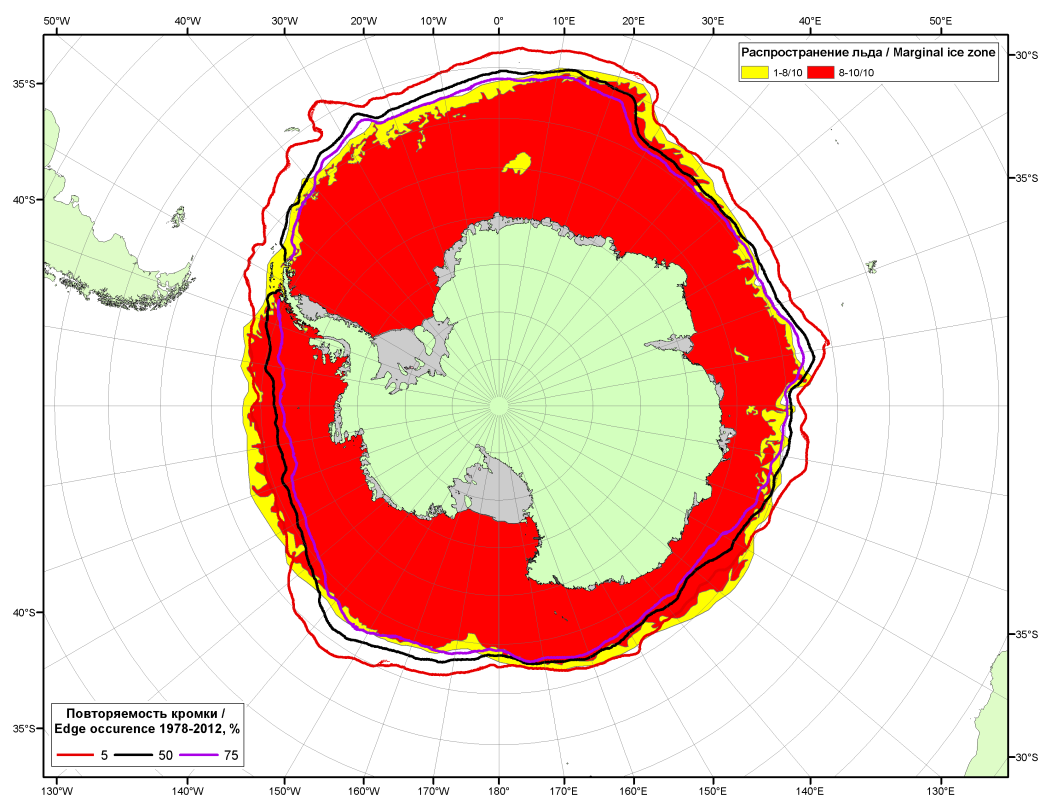 50°W 40°W 30°W 20°W 10°W 0° 10°E 20°E 30°E 40°E 50°E
Распространение льда / Marginal ice zone
1-8/10 8-10/10
30°S
35°S
35°S
40°S
40°S
35°S
35°S
30°S
Повторяемость кромки /
Edge occurence 1978-2012, %
5 50 75
130°W 140°W 150°W 160°W 170°W 180° 170°E 160°E 150°E 140°E 130°E